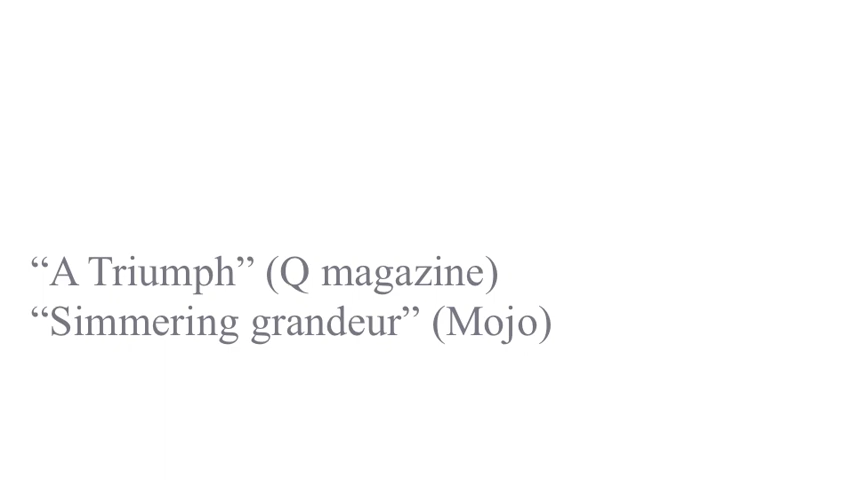 “A Triumph” (Q magazine)
“Simmering grandeur” (Mojo)